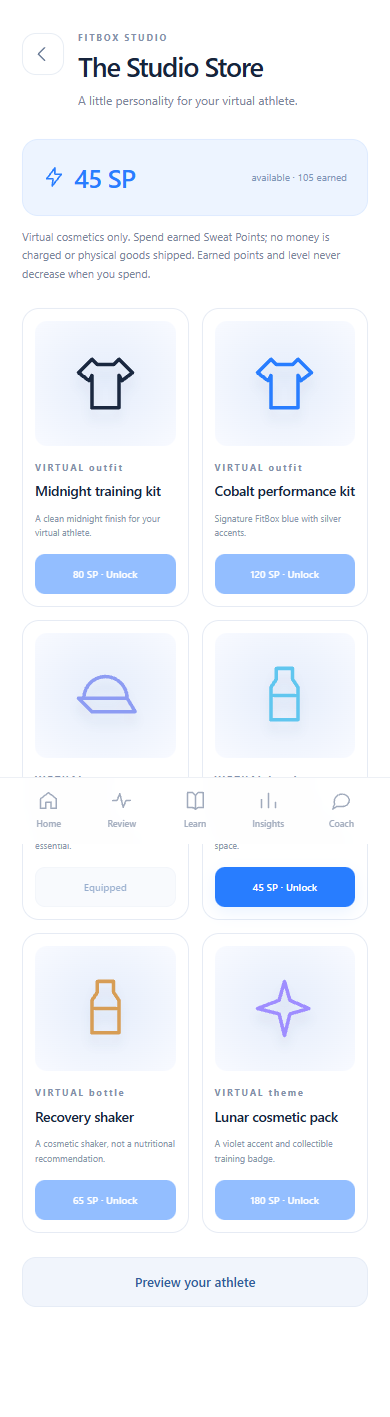 FITBOX STUDIO
The Studio Store
A little personality for your virtual athlete.
45 SP
available · 105 earned
Virtual cosmetics only. Spend earned Sweat Points; no money is
charged or physical goods shipped. Earned points and level never
decrease when you spend.
VIRTUAL outfit
Midnight training kit
A clean midnight finish for your
virtual athlete.
80 SP · Unlock
VIRTUAL outfit
Cobalt performance kit
Signature FitBox blue with silver
accents.
120 SP · Unlock
Home
Review
Learn
Insights
Coach
essential.
Equipped
space.
45 SP · Unlock
VIRTUAL bottle
Recovery shaker
A cosmetic shaker, not a nutritional
recommendation.
65 SP · Unlock
VIRTUAL theme
Lunar cosmetic pack
A violet accent and collectible
training badge.
180 SP · Unlock
Preview your athlete